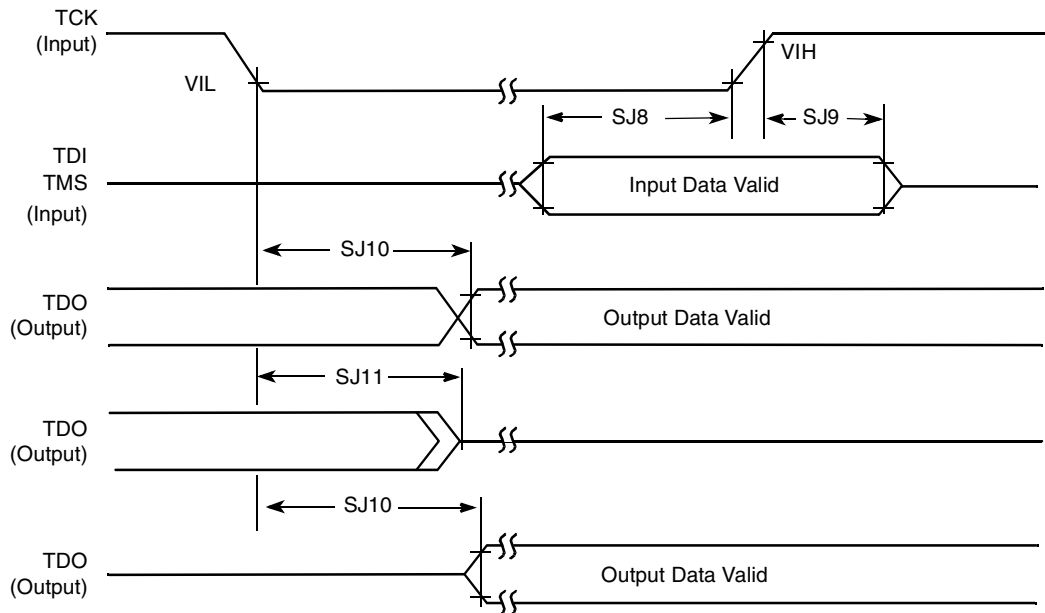 TCK
(Input)
VIL
VIH
SJ8
SJ9
TDI
TMS
(Input)
Input Data Valid
SJ10
TDO
(Output)
Output Data Valid
SJ11
TDO
(Output)
SJ10
TDO
(Output)
Output Data Valid